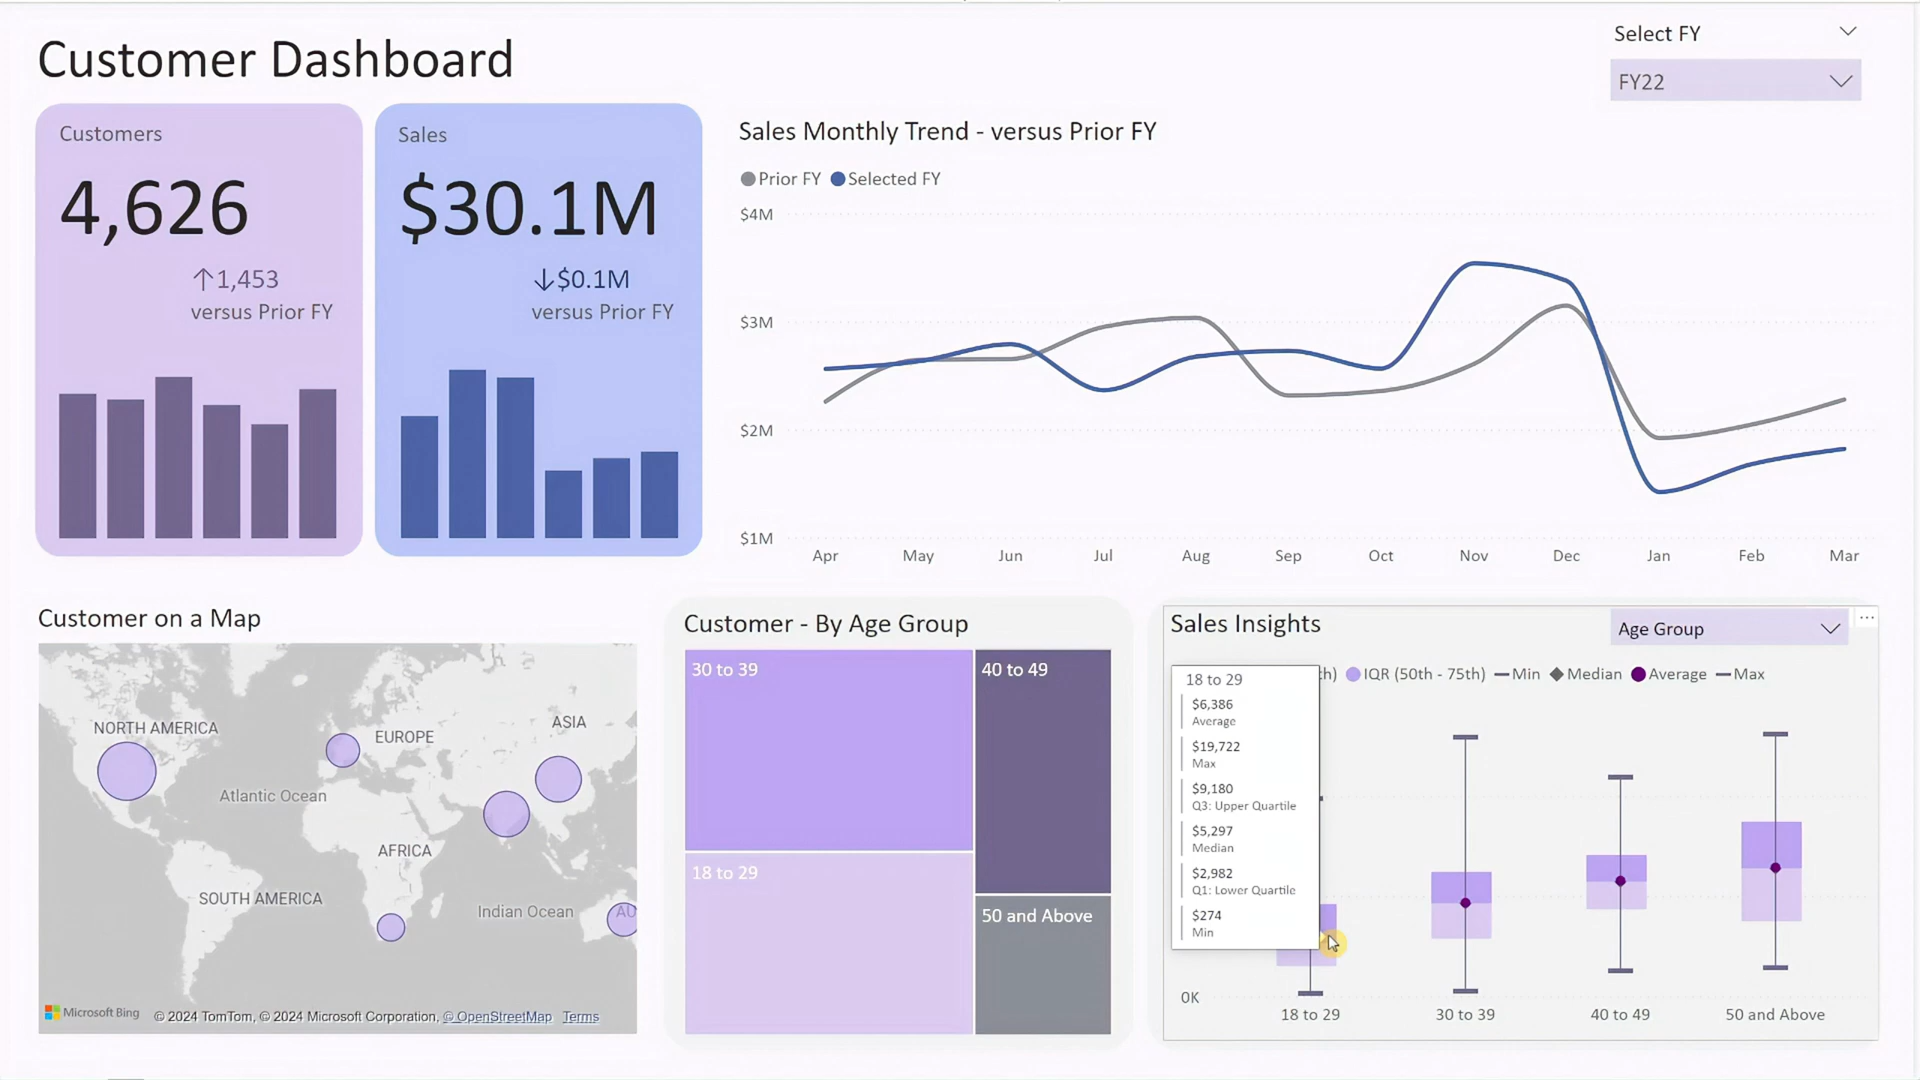 Customer Dashboard
Select FY
FY22
Customers
4,626
↑1,453
versus Prior FY
Sales
$30.1M
↓$0.1M
versus Prior FY
Sales Monthly Trend - versus Prior FY
Prior FY Selected FY
$4M
$3M
$2M
$1M
Apr May Jun Jul Aug Sep Oct Nov Dec Jan Feb Mar
Customer on a Map
NORTH AMERICA
EUROPE
ASIA
Atlantic Ocean
AFRICA
SOUTH AMERICA
Indian Ocean
AU
Microsoft Bing
© 2024 TomTom, © 2024 Microsoft Corporation, © OpenStreetMap Terms
Customer - By Age Group
30 to 39
40 to 49
18 to 29
50 and Above
Sales Insights
Age Group
th) IQR (50th - 75th) Min Median Average Max
18 to 29
$6,386
Average
$19,722
Max
$9,180
Q3: Upper Quartile
$5,297
Median
$2,982
Q1: Lower Quartile
$274
Min
0K
18 to 29 30 to 39 40 to 49 50 and Above